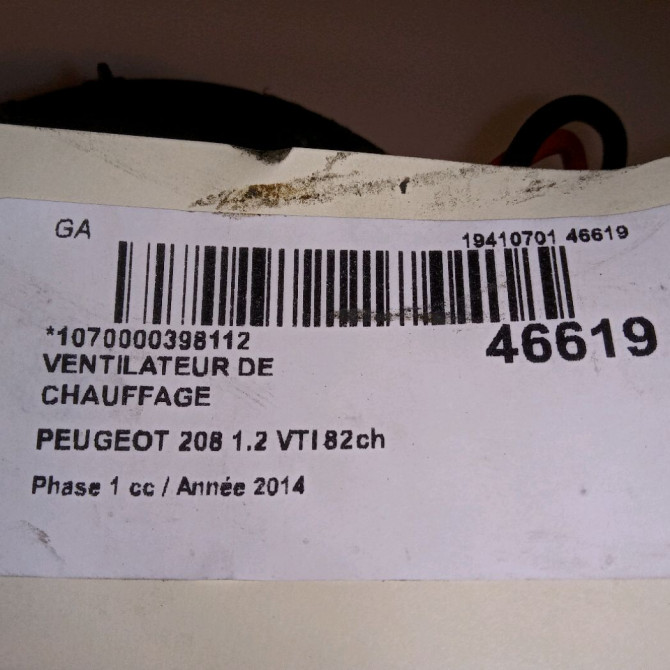 GA
19410701 46619
*1070000398112
46619
VENTILATEUR DE
CHAUFFAGE
PEUGEOT 208 1.2 VTI 82ch
Phase 1 cc / Année 2014